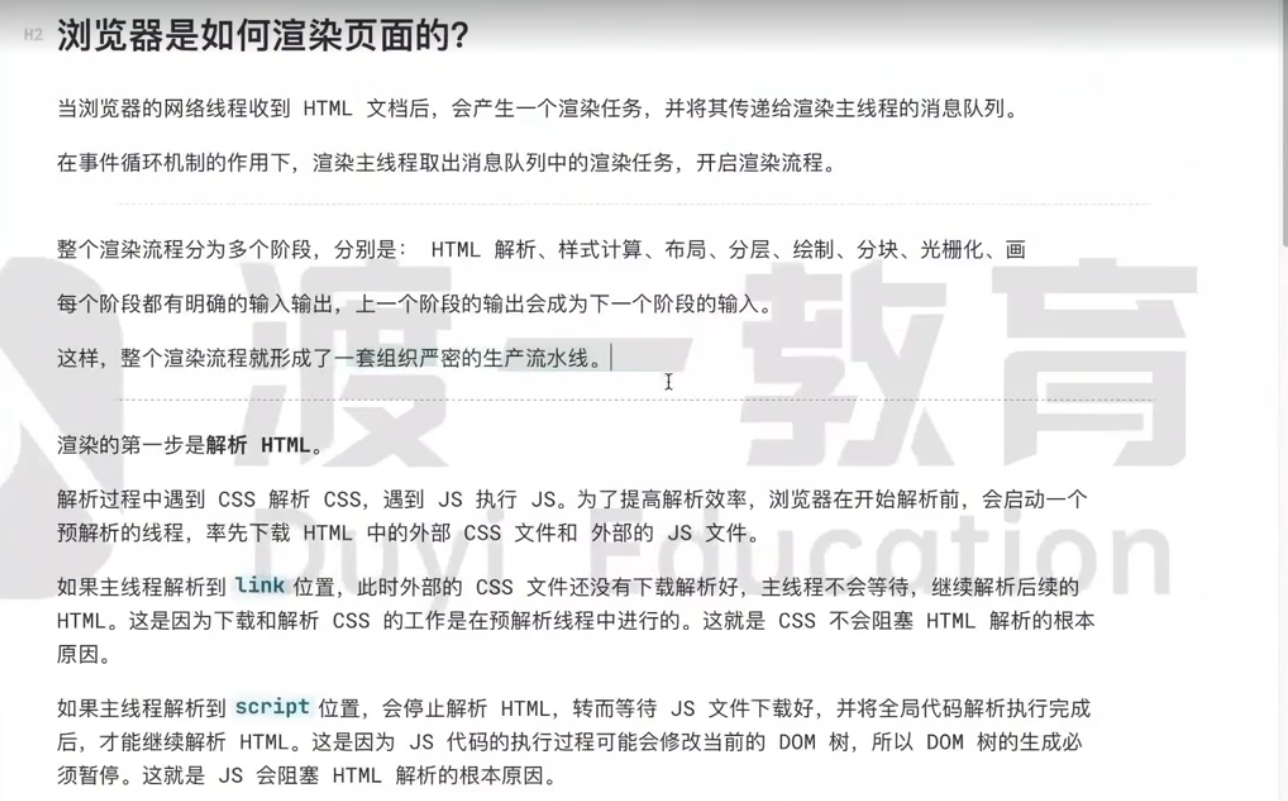 H2 浏览器是如何渲染页面的?
当浏览器的网络线程收到 HTML 文档后，会产生一个渲染任务，并将其传递给渲染主线程的消息队列。
在事件循环机制的作用下，渲染主线程取出消息队列中的渲染任务，开启渲染流程。
整个渲染流程分为多个阶段，分别是： HTML 解析、样式计算、布局、分层、绘制、分块、光栅化、画
每个阶段都有明确的输入输出，上一个阶段的输出会成为下一个阶段的输入。
这样，整个渲染流程就形成了一套组织严密的生产流水线。
渲染的第一步是解析 HTML。
解析过程中遇到 CSS 解析 CSS，遇到 JS 执行 JS。为了提高解析效率，浏览器在开始解析前，会启动一个
预解析的线程，率先下载 HTML 中的外部 CSS 文件和 外部的 JS 文件。
如果主线程解析到 link 位置，此时外部的 CSS 文件还没有下载解析好，主线程不会等待，继续解析后续的
HTML。这是因为下载和解析 CSS 的工作是在预解析线程中进行的。这就是 CSS 不会阻塞 HTML 解析的根本
原因。
如果主线程解析到 script 位置，会停止解析 HTML，转而等待 JS 文件下载好，并将全局代码解析执行完成
后，才能继续解析 HTML。这是因为 JS 代码的执行过程可能会修改当前的 DOM 树，所以 DOM 树的生成必
须暂停。这就是 JS 会阻塞 HTML 解析的根本原因。
渡一教育
Duyi Education